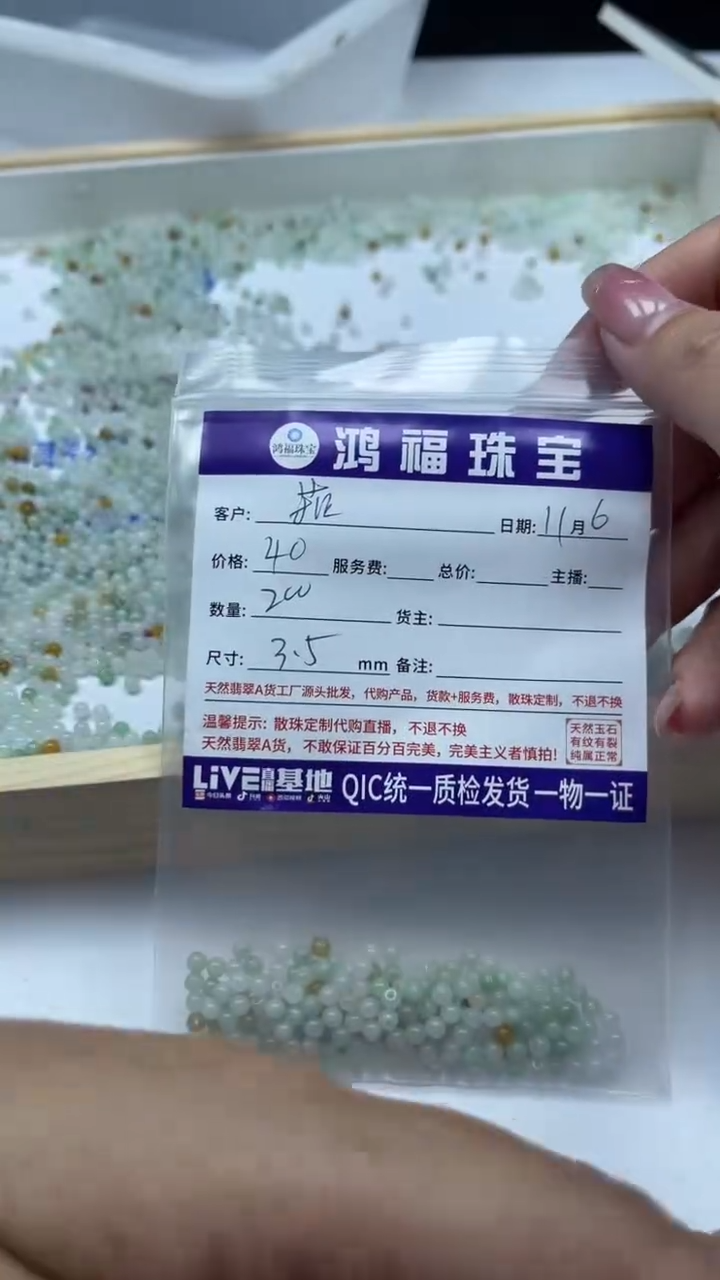 鸿福珠宝 鸿福珠宝
客户: 日期: 11月6
价格: 40 服务费: 总价: 主播:
数量: 200 货主:
尺寸: 3.5 mm 备注:
天然翡翠A货工厂源头批发，代购产品，货款+服务费，散珠定制，不退不换
温馨提示: 散珠定制代购直播，不退不换
天然翡翠A货，不敢保证百分百完美，完美主义者慎拍!
天然玉石
有纹有裂
纯属正常
LiVE直播基地 QIC统一质检发货 一物一证